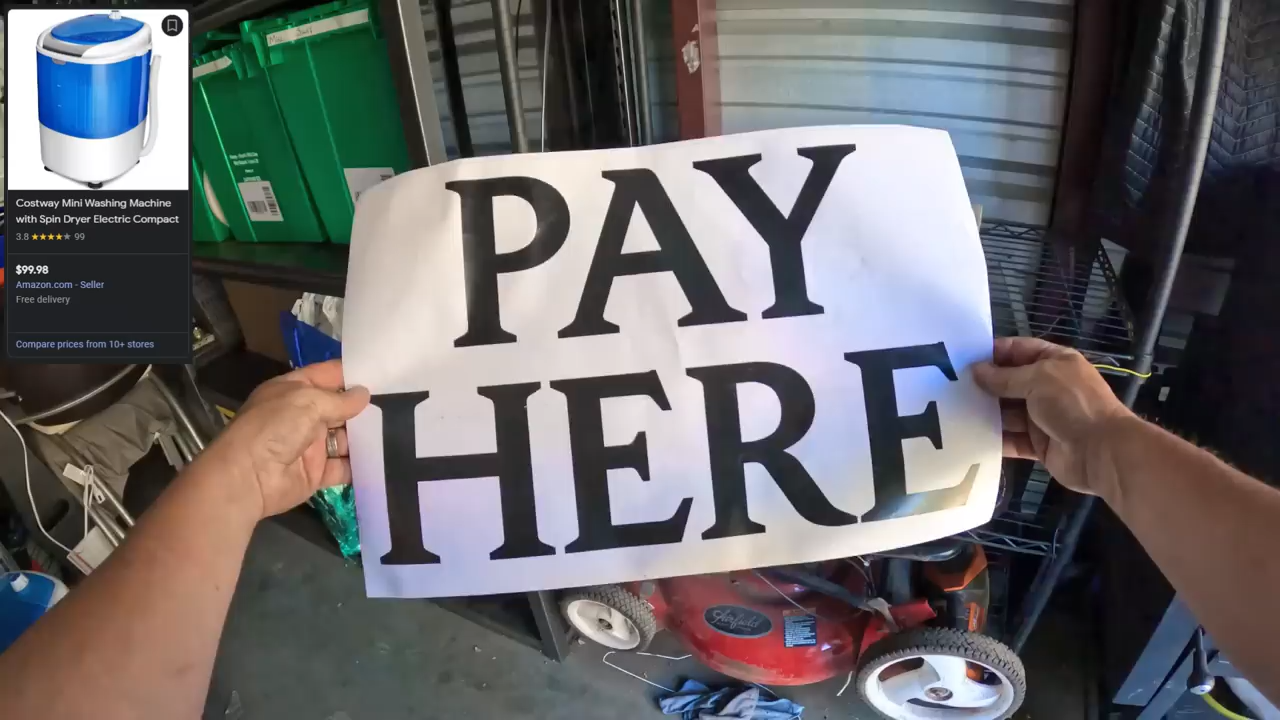 Costway Mini Washing Machine
with Spin Dryer Electric Compact
3.8 ★★★★★ 99
$99.98
Amazon.com - Seller
Free delivery
Compare prices from 10+ stores
PAY
HERE